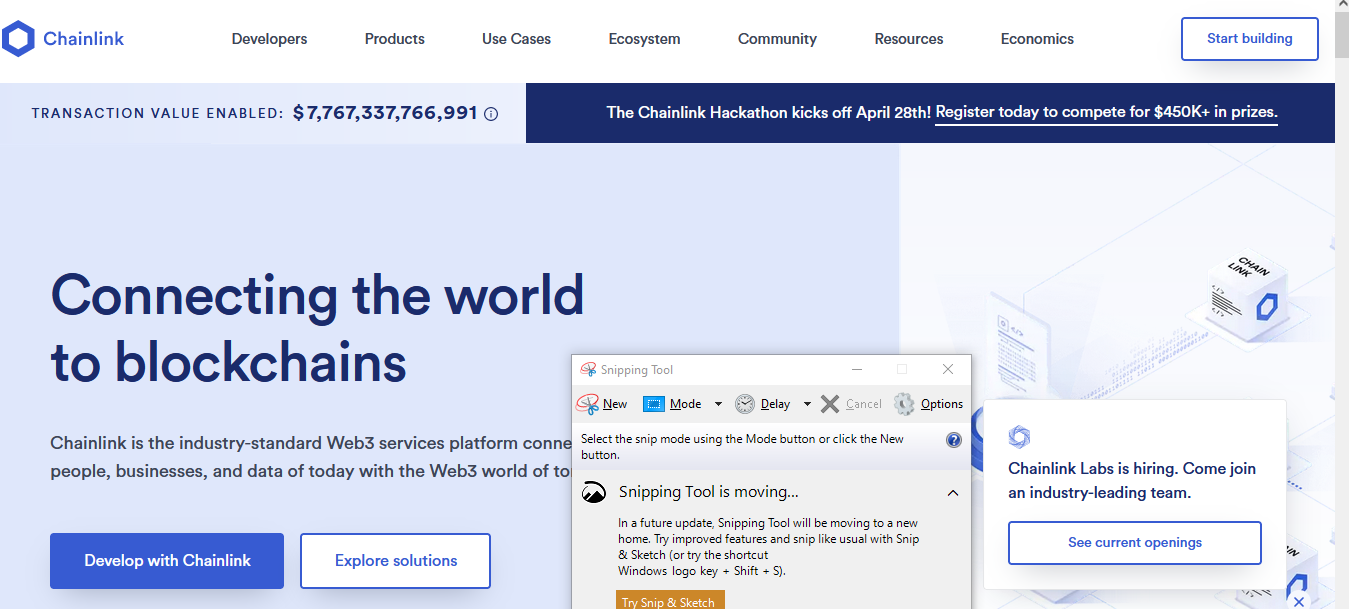 Chainlink
Developers
Products
Use Cases
Ecosystem
Community
Resources
Economics
Start building
TRANSACTION VALUE ENABLED: $7,767,337,766,991
The Chainlink Hackathon kicks off April 28th! Register today to compete for $450K+ in prizes.
Connecting the world
to blockchains
Chainlink is the industry-standard Web3 services platform conne
people, businesses, and data of today with the Web3 world of to
Develop with Chainlink
Explore solutions
Snipping Tool
New
Mode
Delay
Cancel
Options
Select the snip mode using the Mode button or click the New
button.
Snipping Tool is moving...
In a future update, Snipping Tool will be moving to a new
home. Try improved features and snip like usual with Snip
& Sketch (or try the shortcut
Windows logo key + Shift + S).
Try Snip & Sketch
CHAIN
LINK
</>
</>
</>
Chainlink Labs is hiring. Come join
an industry-leading team.
See current openings